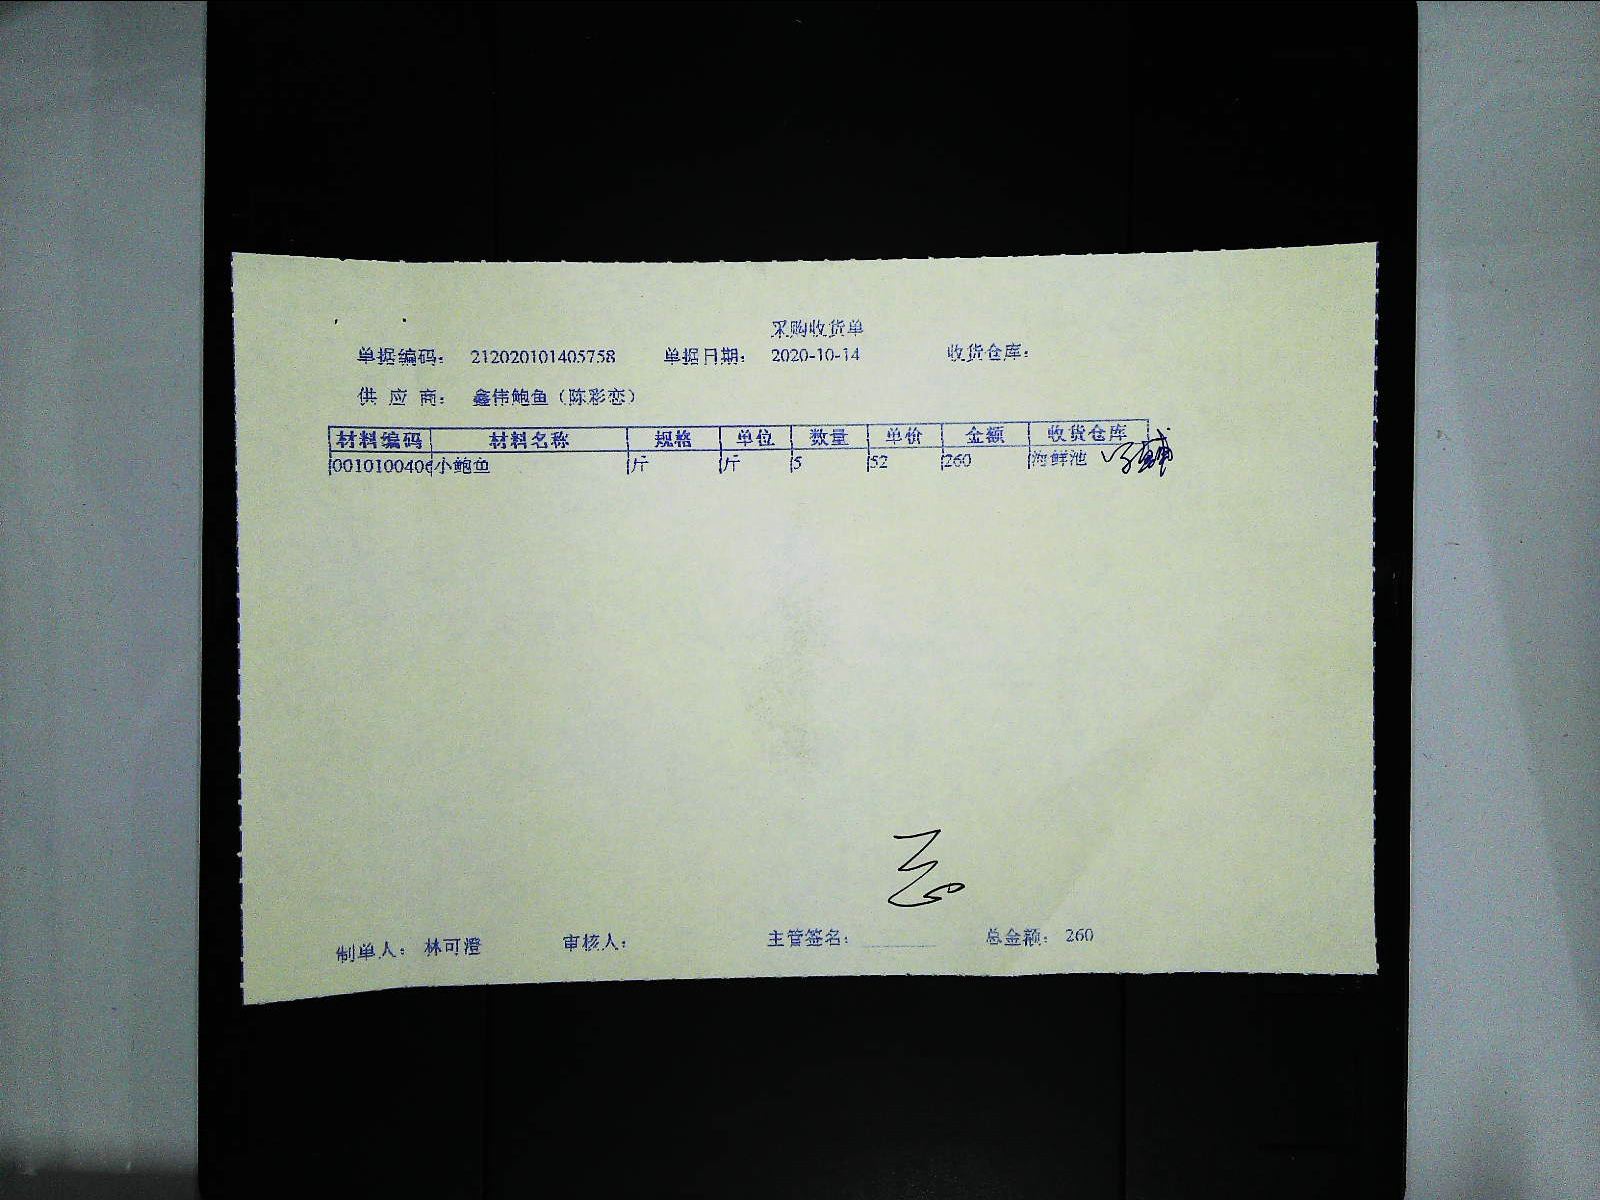 采购收货单
单据编码： 212020101405758 单据日期： 2020-10-14 收货仓库：
供 应 商： 鑫伟鲍鱼（陈彩恋）
材料编码 材料名称 规格 单位 数量 单价 金额 收货仓库
0010100406 小鲍鱼 斤 斤 5 52 260 海鲜池
制单人： 林可澄 审核人： 主管签名： 总金额： 260